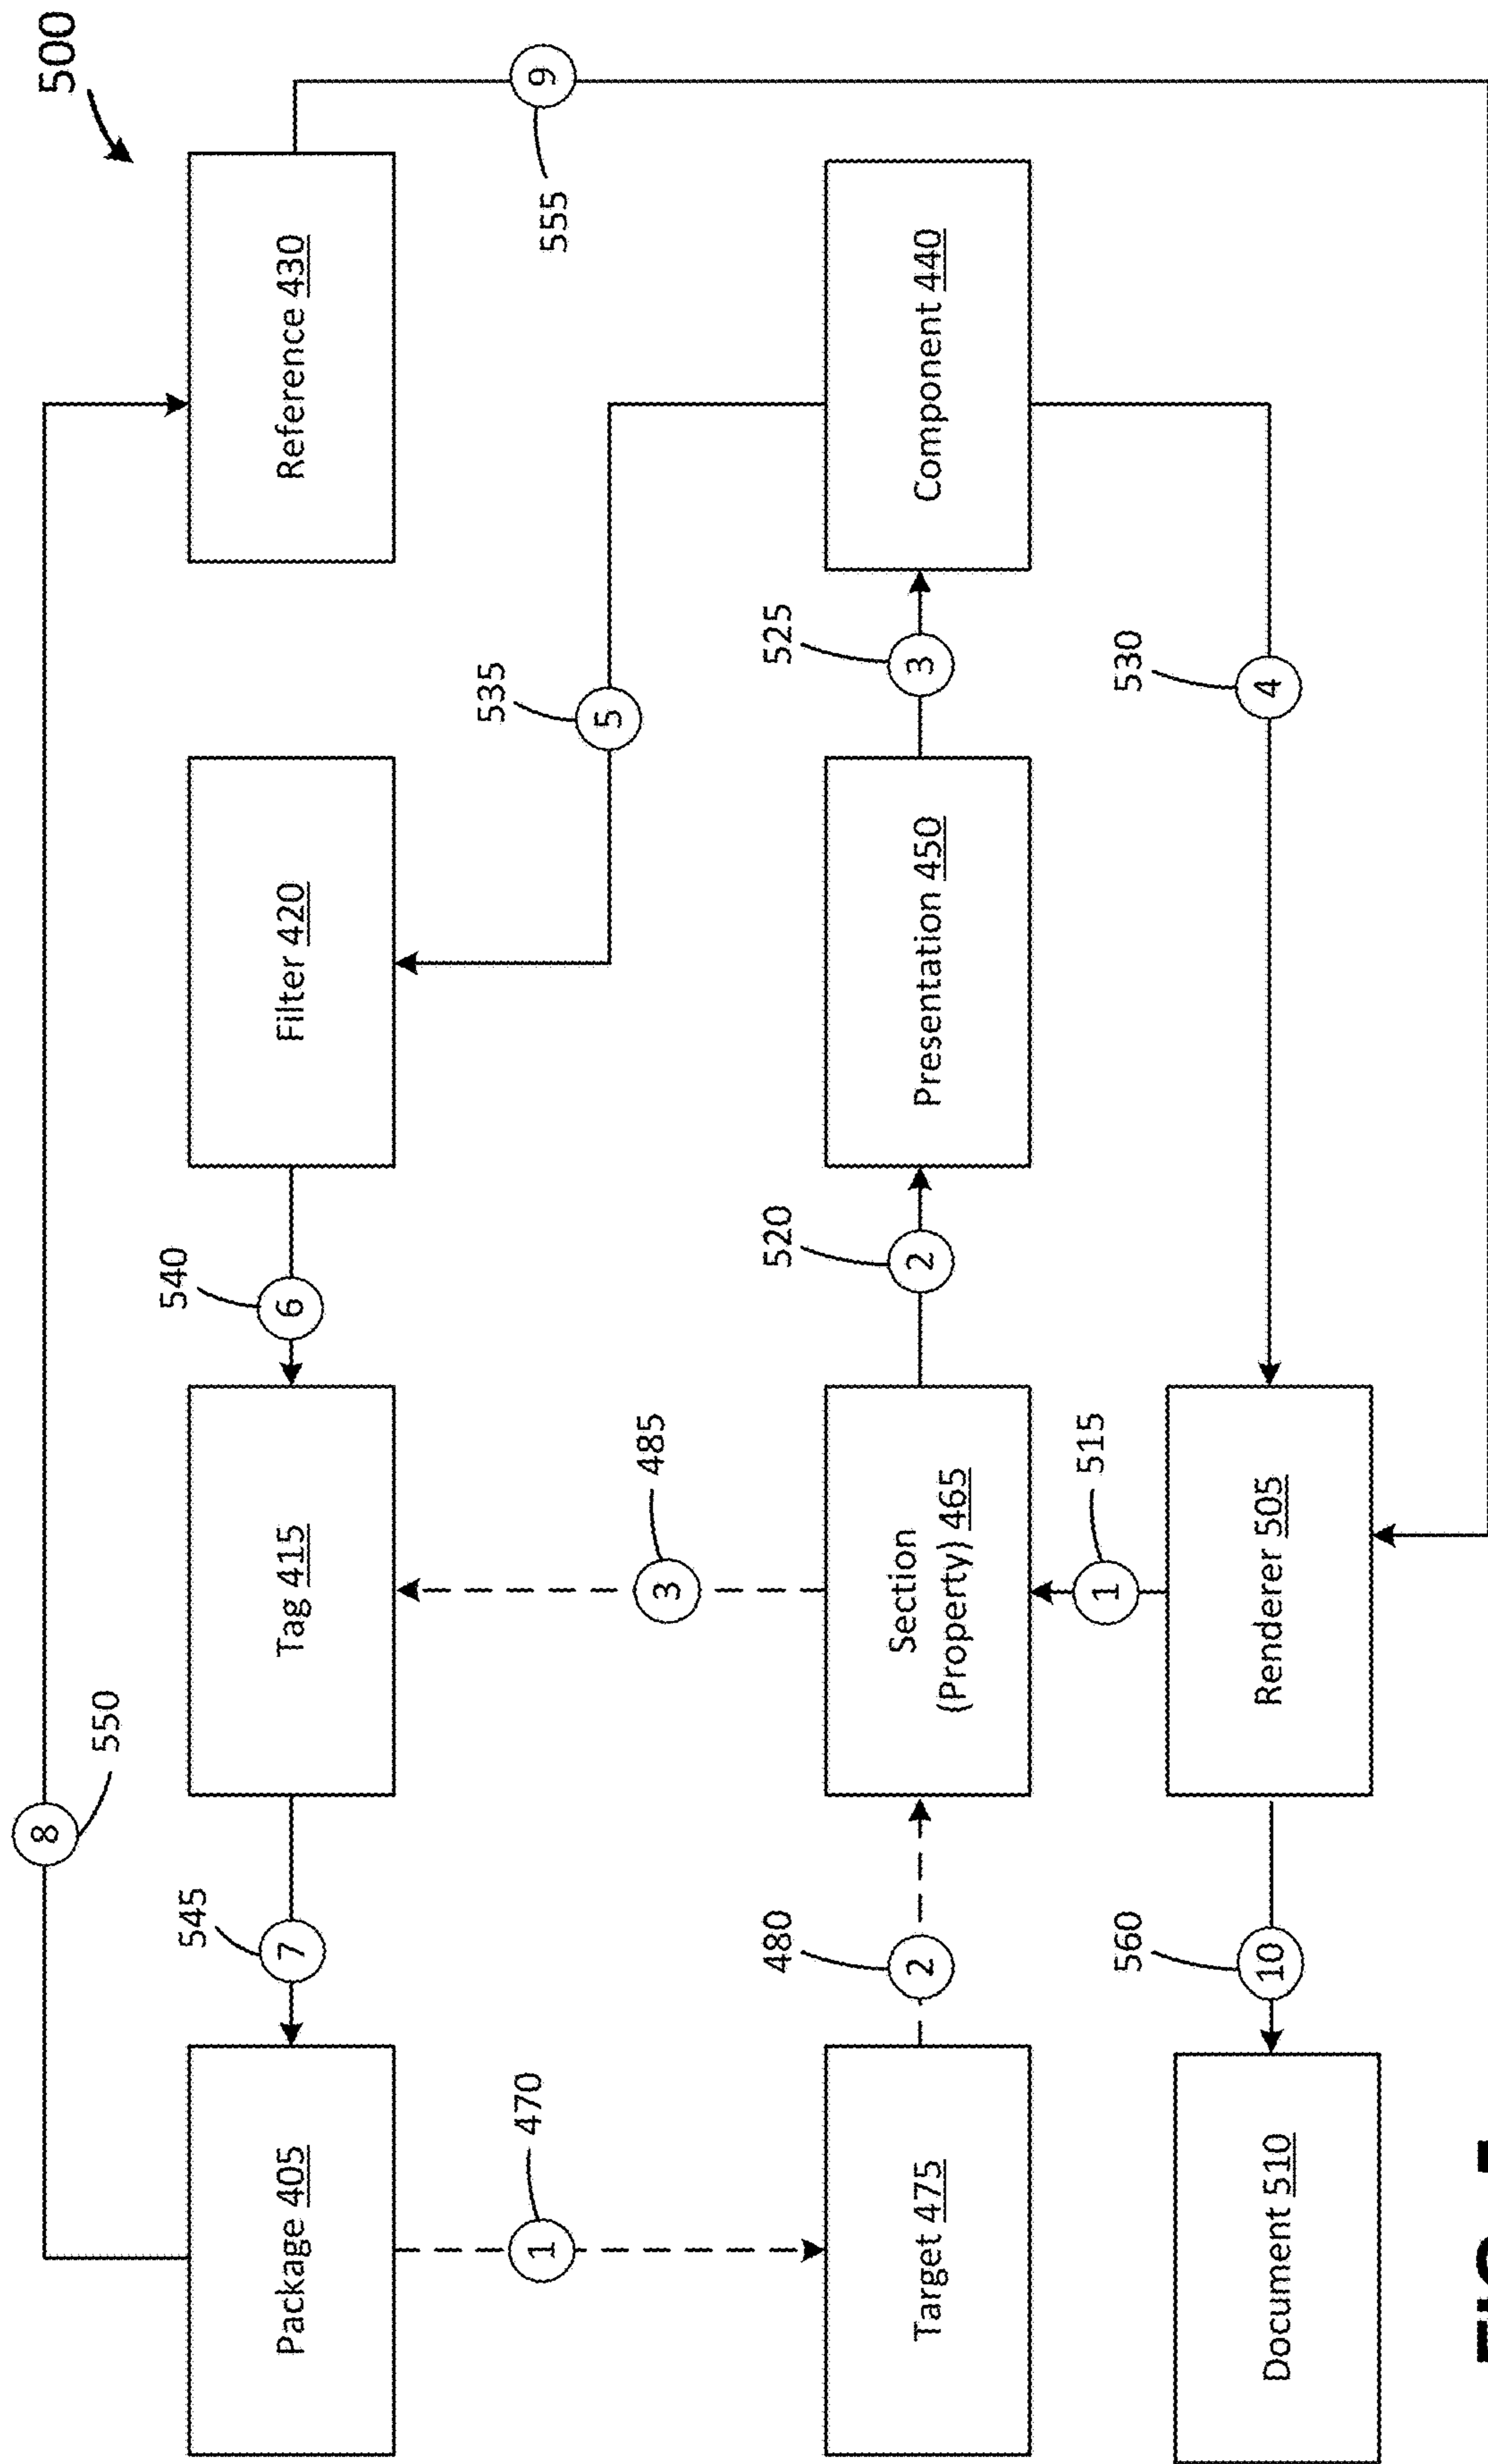 500
8
550
9
555
Package 405
545
7
Tag 415
540
6
Filter 420
Reference 430
535
5
470
1
485
3
Target 475
480
2
Section
(Property) 465
520
2
Presentation 450
525
3
Component 440
515
1
530
4
Document 510
560
10
Renderer 505